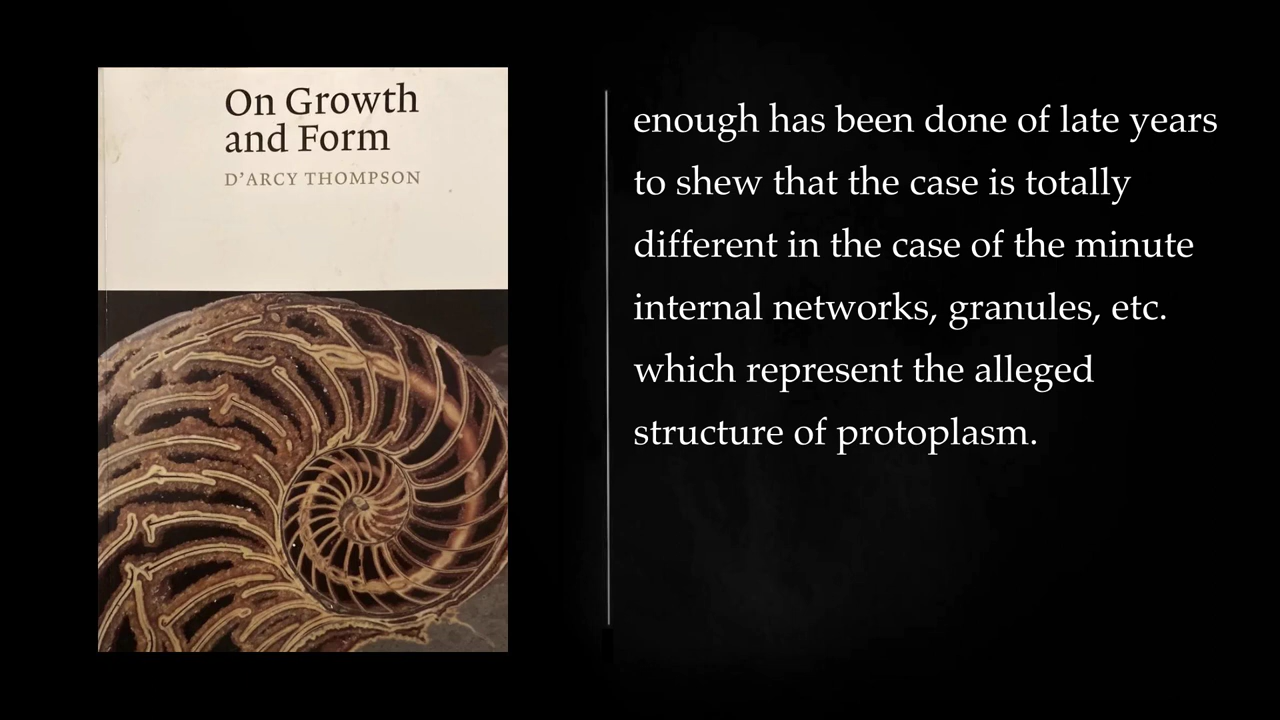 On Growth
and Form
D'ARCY THOMPSON
enough has been done of late years
to shew that the case is totally
different in the case of the minute
internal networks, granules, etc.
which represent the alleged
structure of protoplasm.